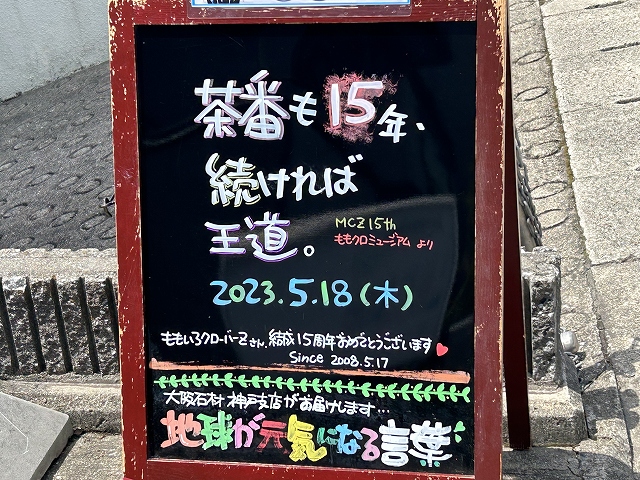 茶番も15年、
続ければ
王道。
MCZ 15th
ももクロミュージアム より
2023.5.18(木)
ももいろクローバーZさん、結成15周年おめでとうございます
Since 2008.5.17
大阪石材 神戸支店がお届けします…
地球が元気になる言葉